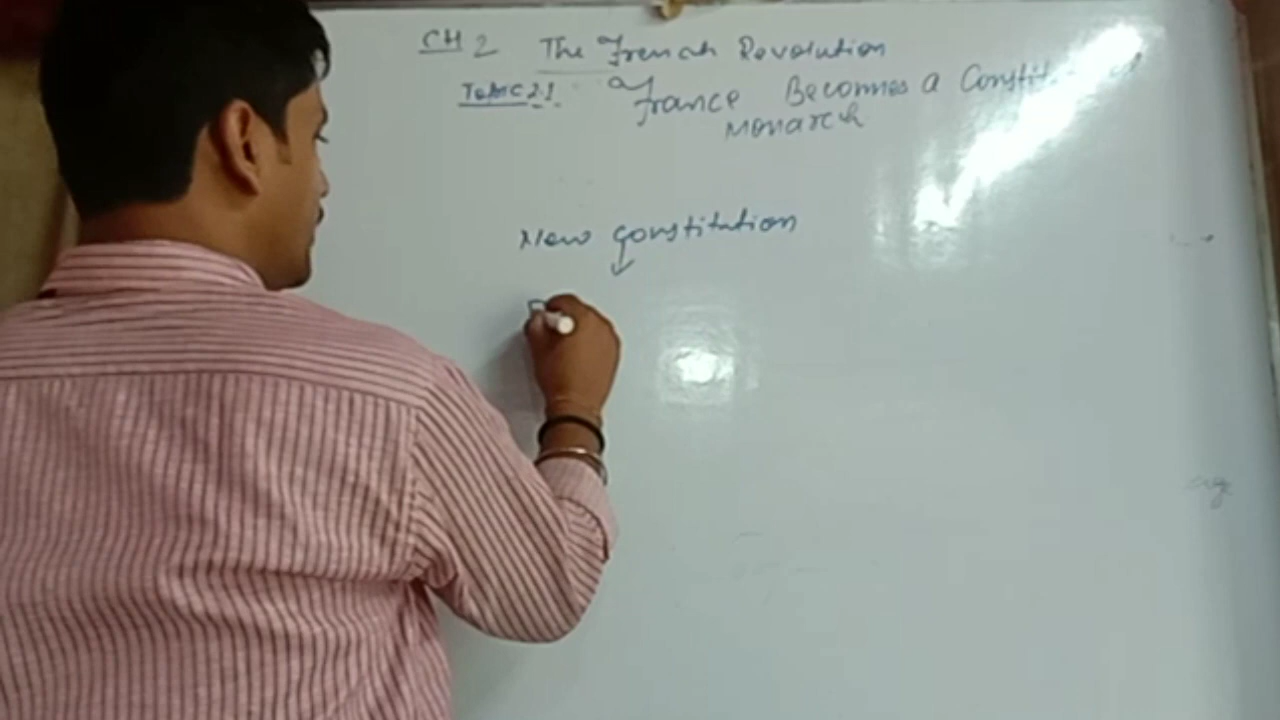 CH 2 The French Revolution
Topic 2.1. France Becomes a
Monarch
New Constitution